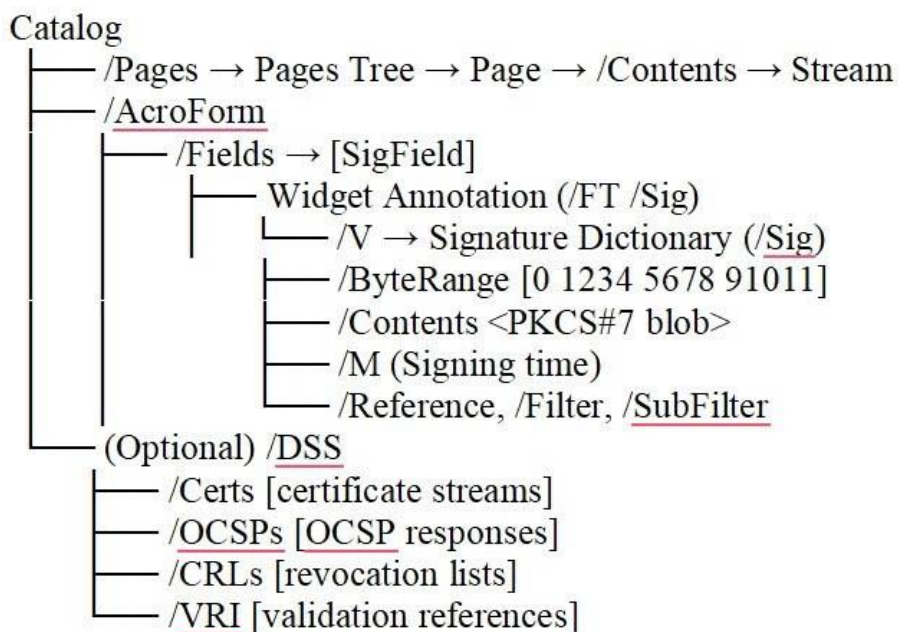 Catalog
/Pages → Pages Tree → Page → /Contents → Stream
/AcroForm
/Fields → [SigField]
Widget Annotation (/FT /Sig)
/V → Signature Dictionary (/Sig)
/ByteRange [0 1234 5678 91011]
/Contents <PKCS#7 blob>
/M (Signing time)
/Reference, /Filter, /SubFilter
(Optional) /DSS
/Certs [certificate streams]
/OCSPs [OCSP responses]
/CRLs [revocation lists]
/VRI [validation references]